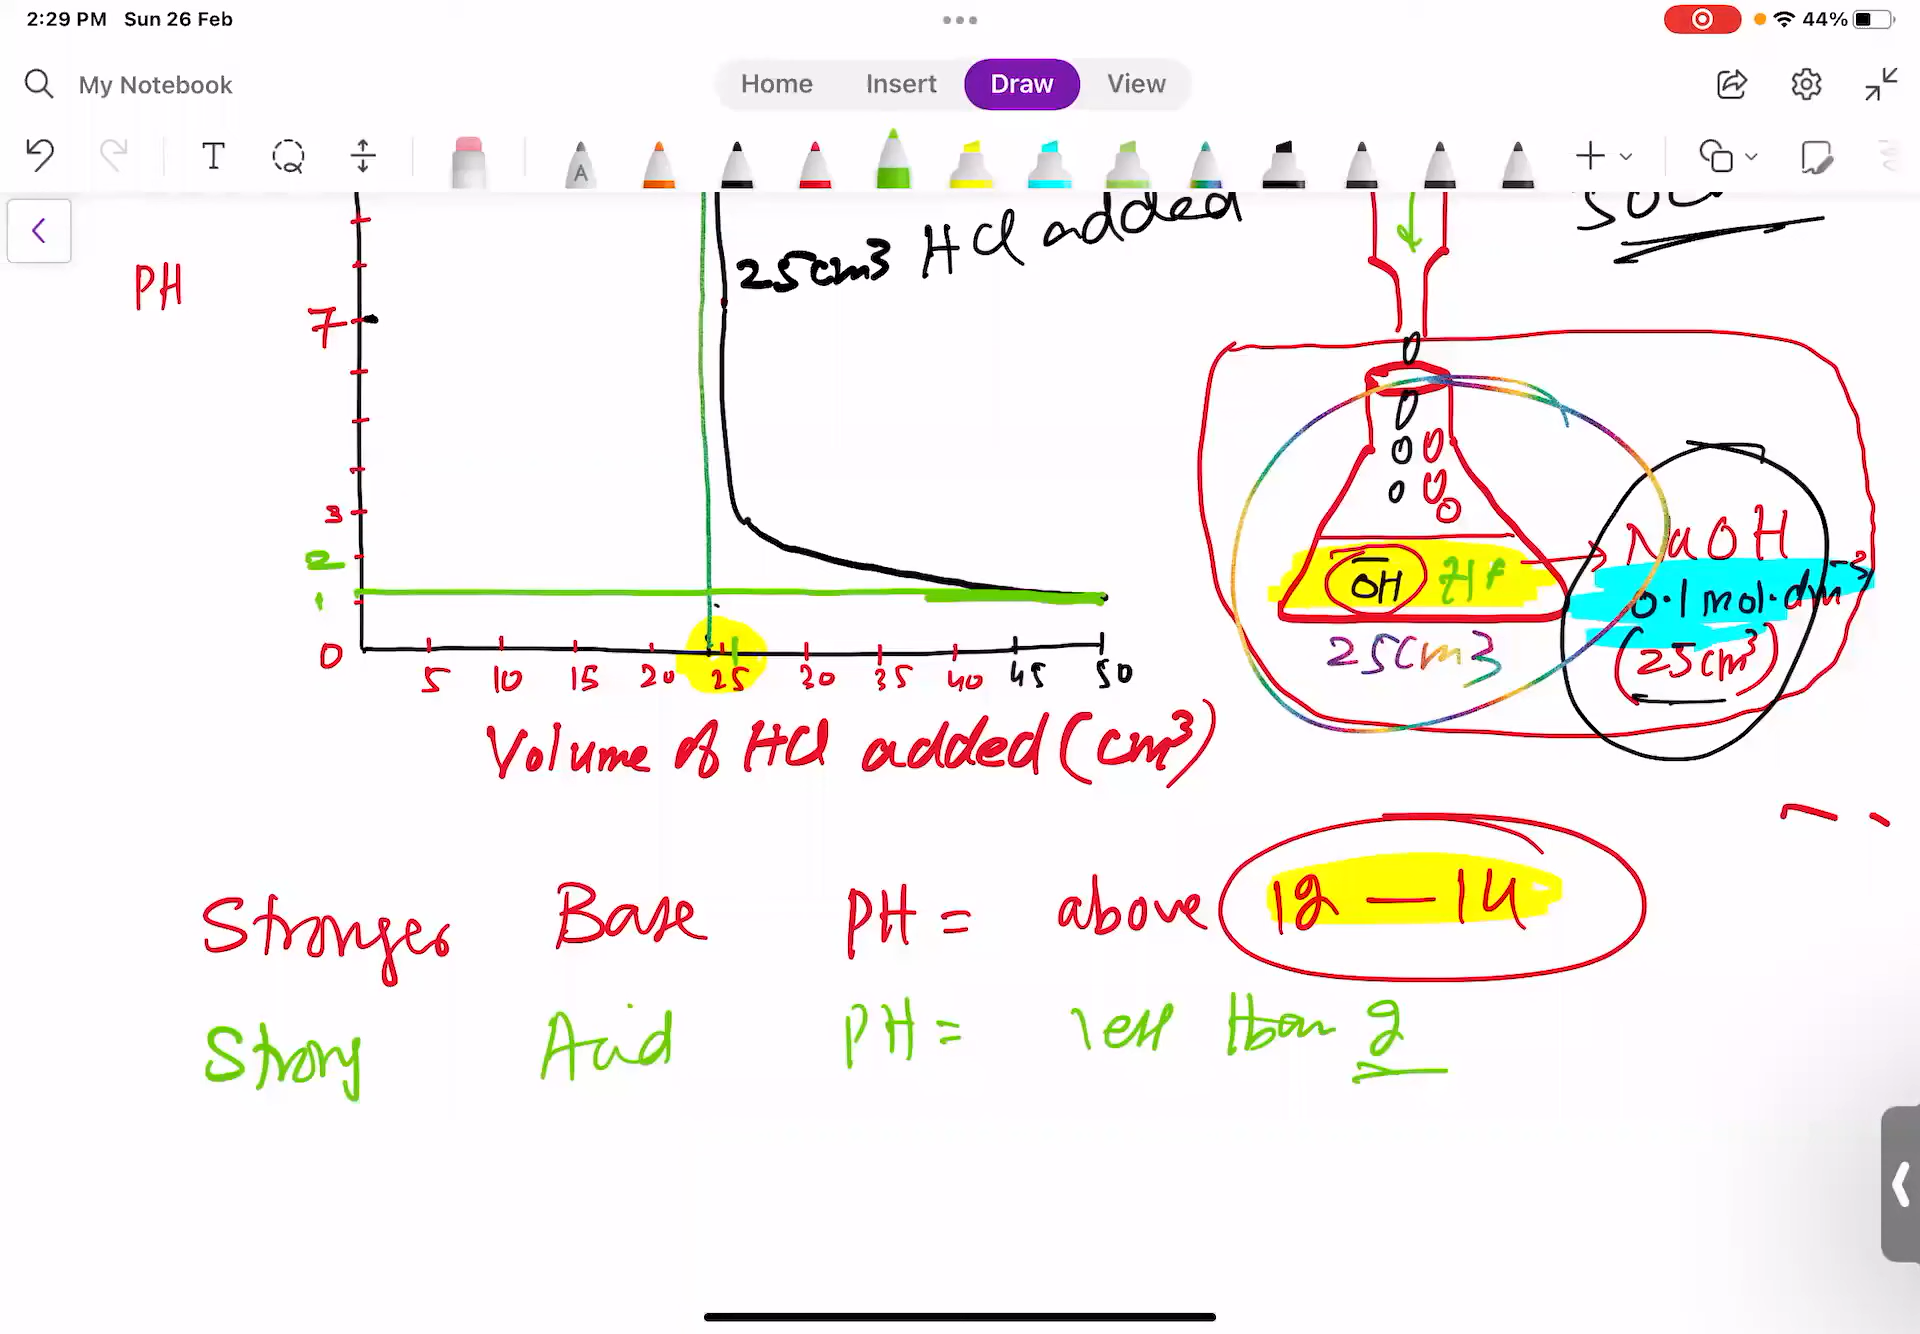 2:29 PM Sun 26 Feb
44%
My Notebook
Home Insert Draw View
T
A
25cm3 HCl added
PH
7
3
2
1
0
5 10 15 20 25 30 35 40 45 50
Volume of HCl added (cm³)
OH⁻ H⁺
25cm3
NaOH
0.1 mol.dm⁻³
(25cm³)
Stronger Base PH = above 12 — 14
Strong Acid PH = less than 2